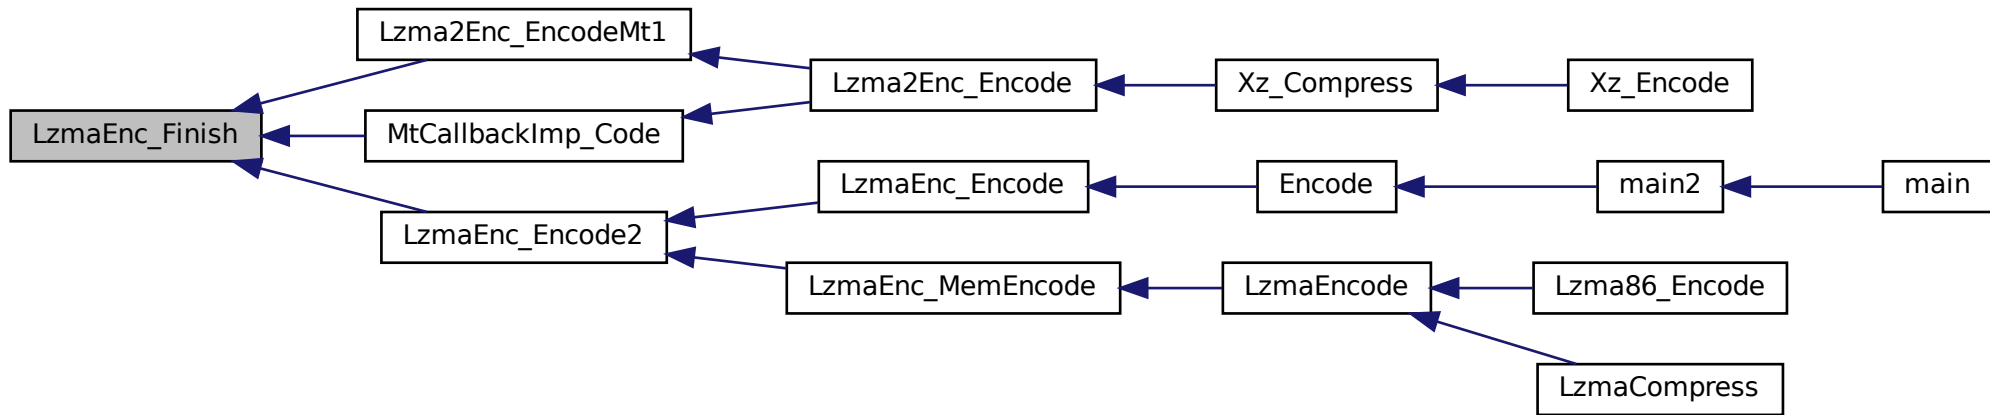 Lzma2Enc_EncodeMt1
Lzma2Enc_Encode
Xz_Compress
Xz_Encode
LzmaEnc_Finish
MtCallbackImp_Code
LzmaEnc_Encode
Encode
main2
main
LzmaEnc_Encode2
LzmaEnc_MemEncode
LzmaEncode
Lzma86_Encode
LzmaCompress